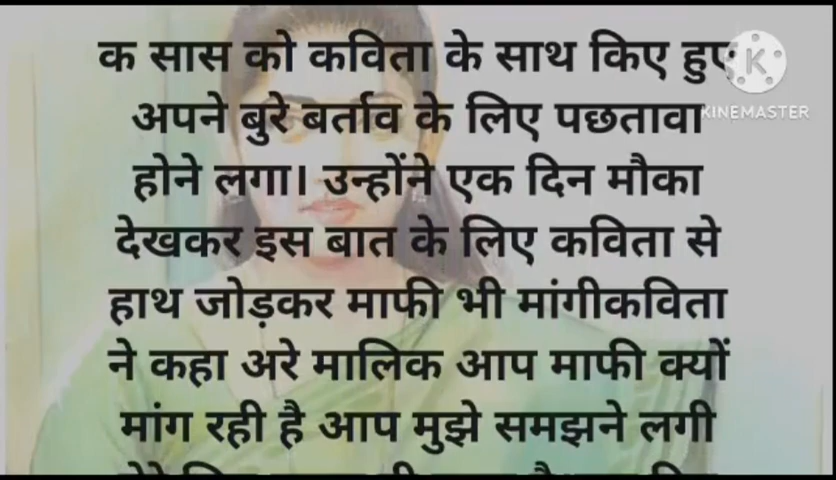 क सास को कविता के साथ किए हुए
अपने बुरे बर्ताव के लिए पछतावा
होने लगा। उन्होंने एक दिन मौका
देखकर इस बात के लिए कविता से
हाथ जोड़कर माफी भी मांगीकविता
ने कहा अरे मालिक आप माफी क्यों
मांग रही है आप मुझे समझने लगी
KINEMASTER